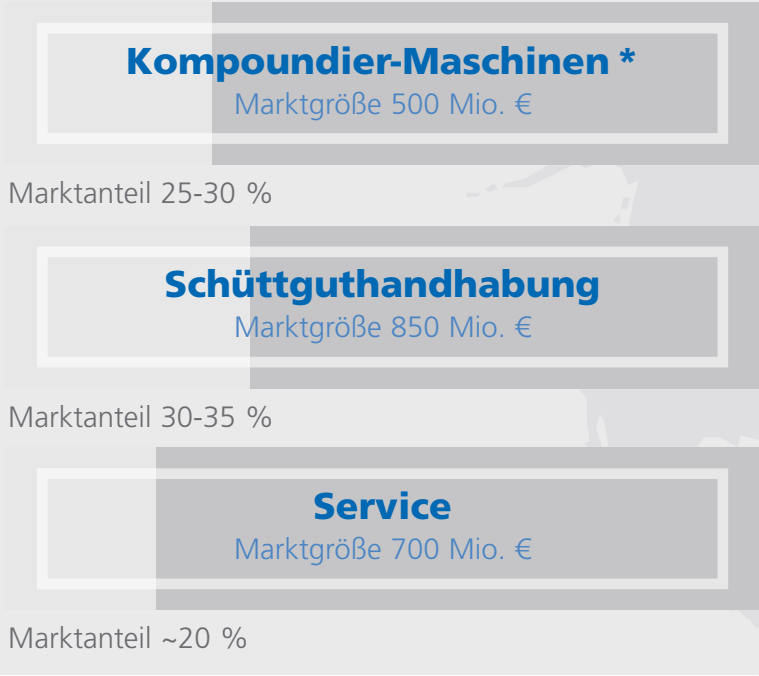 Kompoundier-Maschinen *
Marktgröße 500 Mio. €
Marktanteil 25-30 %
Schüttguthandhabung
Marktgröße 850 Mio. €
Marktanteil 30-35 %
Service
Marktgröße 700 Mio. €
Marktanteil ~20 %